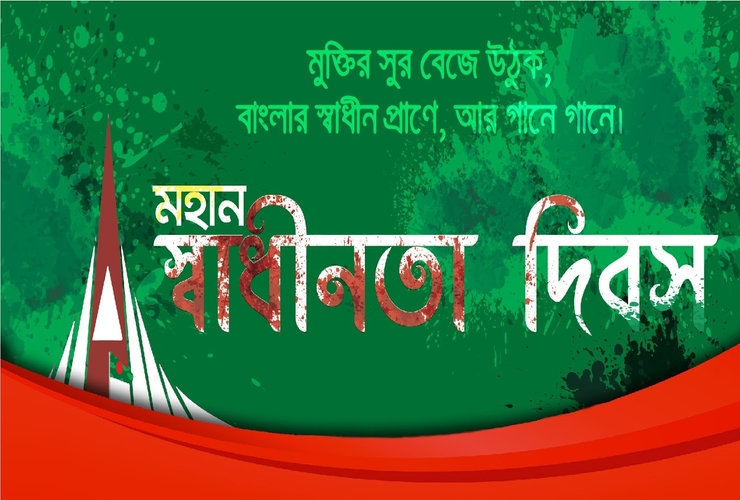 মুক্তির সুর বেজে উঠুক,
বাংলার স্বাধীন প্রাণে, আর গানে গানে।
মহান
স্বাধীনতা দিবস